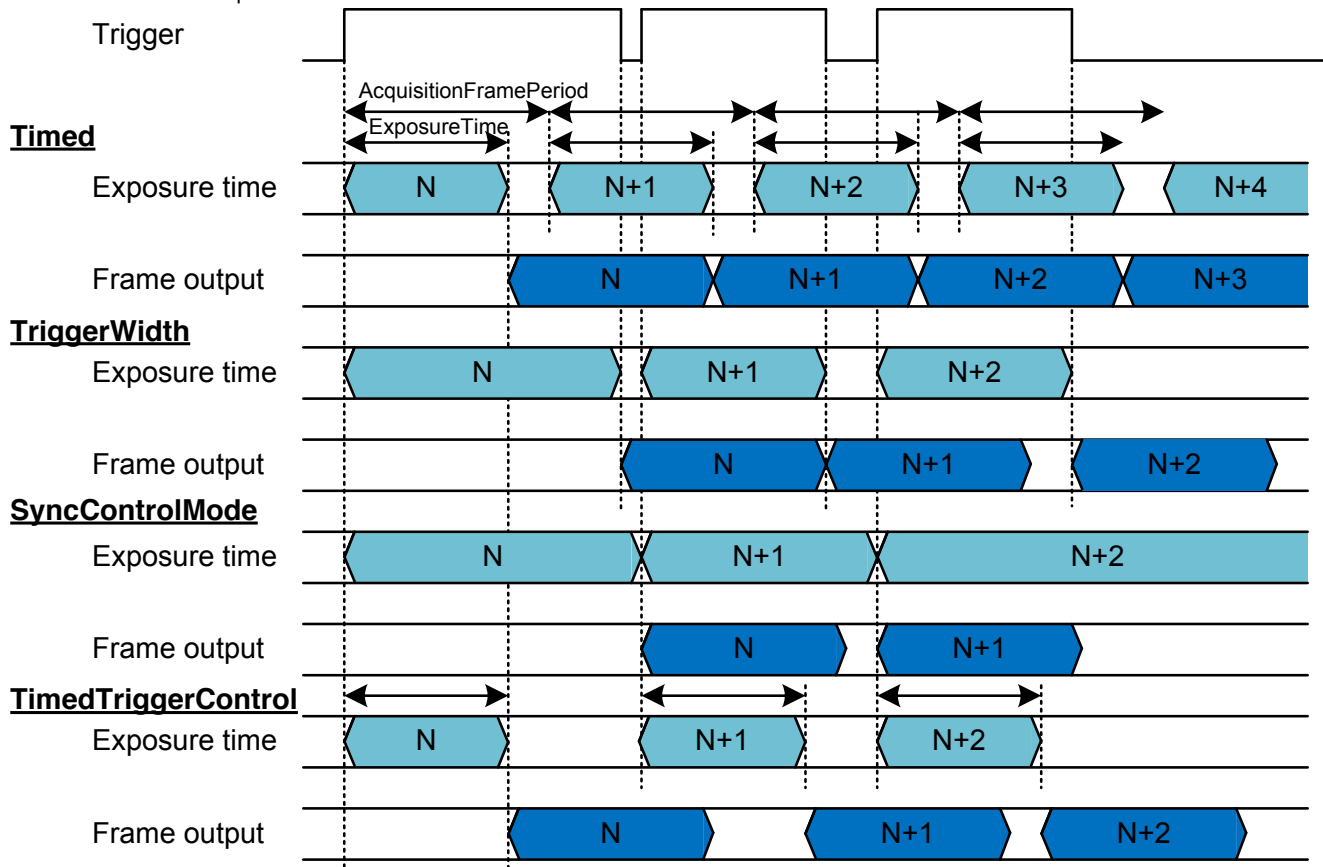 Trigger
AcquisitionFramePeriod
ExposureTime
Timed
Exposure time N N+1 N+2 N+3 N+4
Frame output N N+1 N+2 N+3
TriggerWidth
Exposure time N N+1 N+2
Frame output N N+1 N+2
SyncControlMode
Exposure time N N+1 N+2
Frame output N N+1
TimedTriggerControl
Exposure time N N+1 N+2
Frame output N N+1 N+2